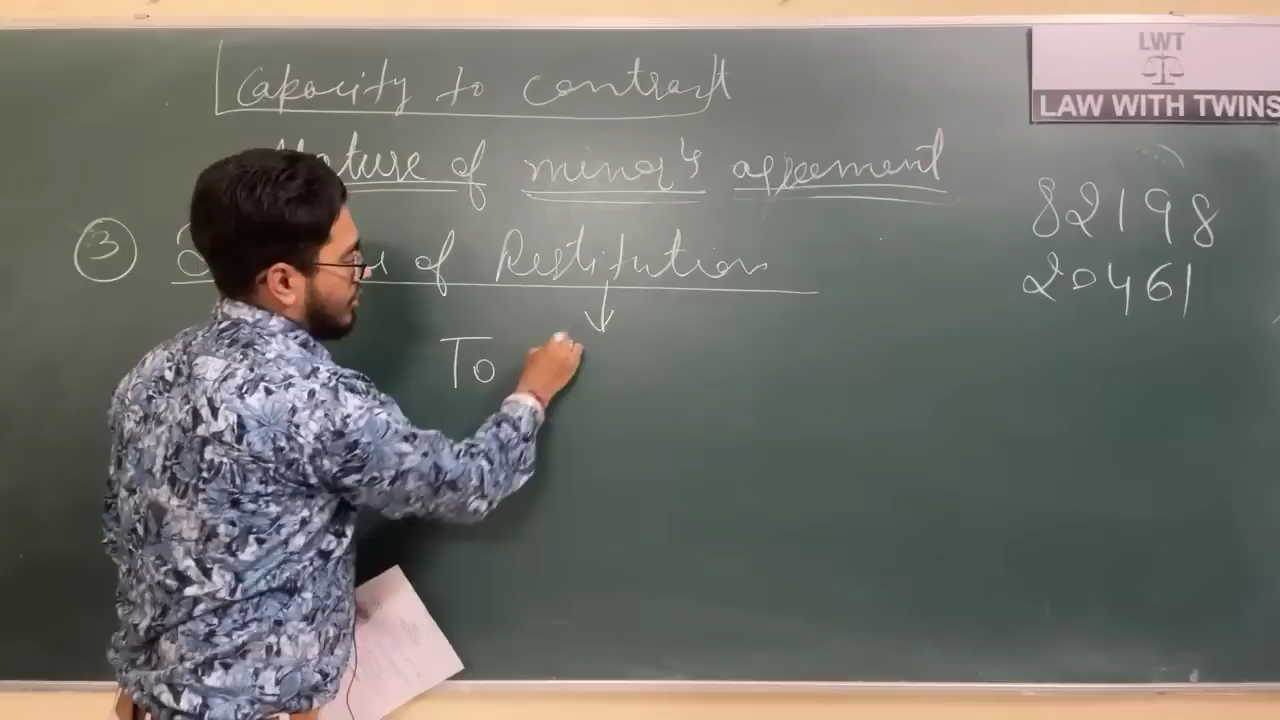 LWT
LAW WITH TWINS
Capacity to contract
Nature of minor's agreement
82198
20461
3 of Restitution
To